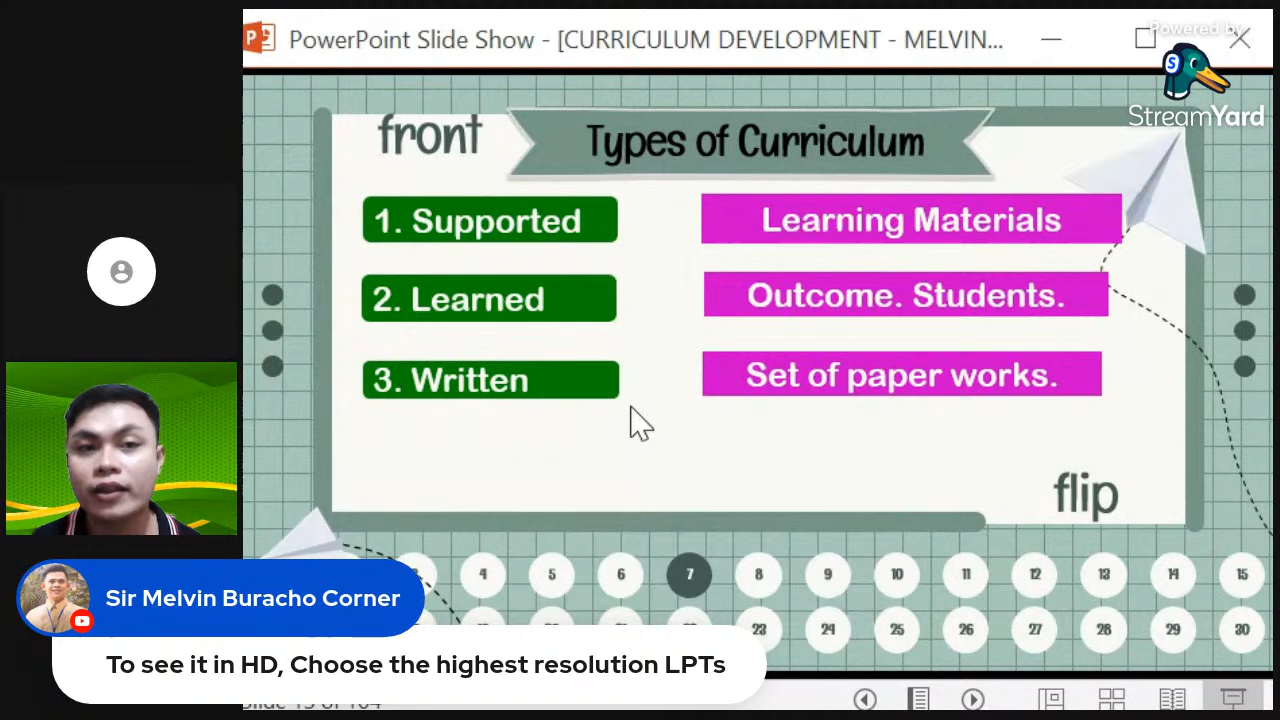 PowerPoint Slide Show - [CURRICULUM DEVELOPMENT - MELVIN...
Powered by
StreamYard
front
Types of Curriculum
1. Supported
Learning Materials
2. Learned
Outcome. Students.
3. Written
Set of paper works.
flip
4 5 6 7 8 9 10 11 12 13 14 15
23 24 25 26 27 28 29 30
Sir Melvin Buracho Corner
To see it in HD, Choose the highest resolution LPTs